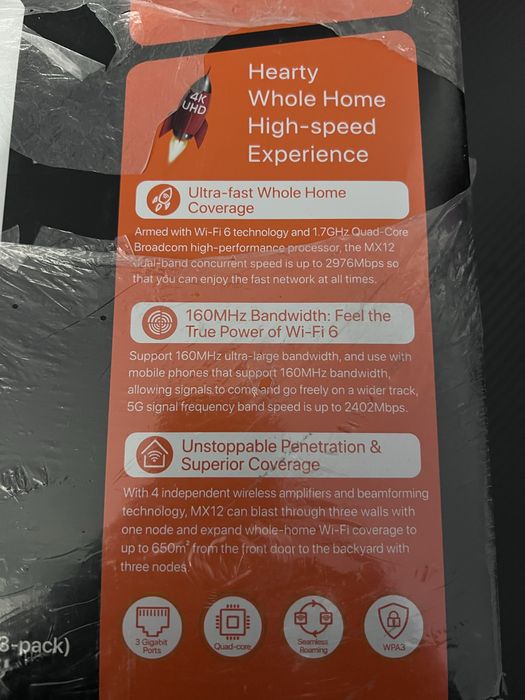 4K
UHD
Hearty
Whole Home
High-speed
Experience
Ultra-fast Whole Home
Coverage
Armed with Wi-Fi 6 technology and 1.7GHz Quad-Core
Broadcom high-performance processor, the MX12
dual-band concurrent speed is up to 2976Mbps so
that you can enjoy the fast network at all times.
160MHz Bandwidth: Feel the
True Power of Wi-Fi 6
Support 160MHz ultra-large bandwidth, and use with
mobile phones that support 160MHz bandwidth,
allowing signals to come and go freely on a wider track,
5G signal frequency band speed is up to 2402Mbps.
Unstoppable Penetration &
Superior Coverage
With 4 independent wireless amplifiers and beamforming
technology, MX12 can blast through three walls with
one node and expand whole-home Wi-Fi coverage to
up to 650m² from the front door to the backyard with
three nodes.
3 Gigabit
Ports
Quad-core
Seamless
Roaming
WPA3
3-pack)